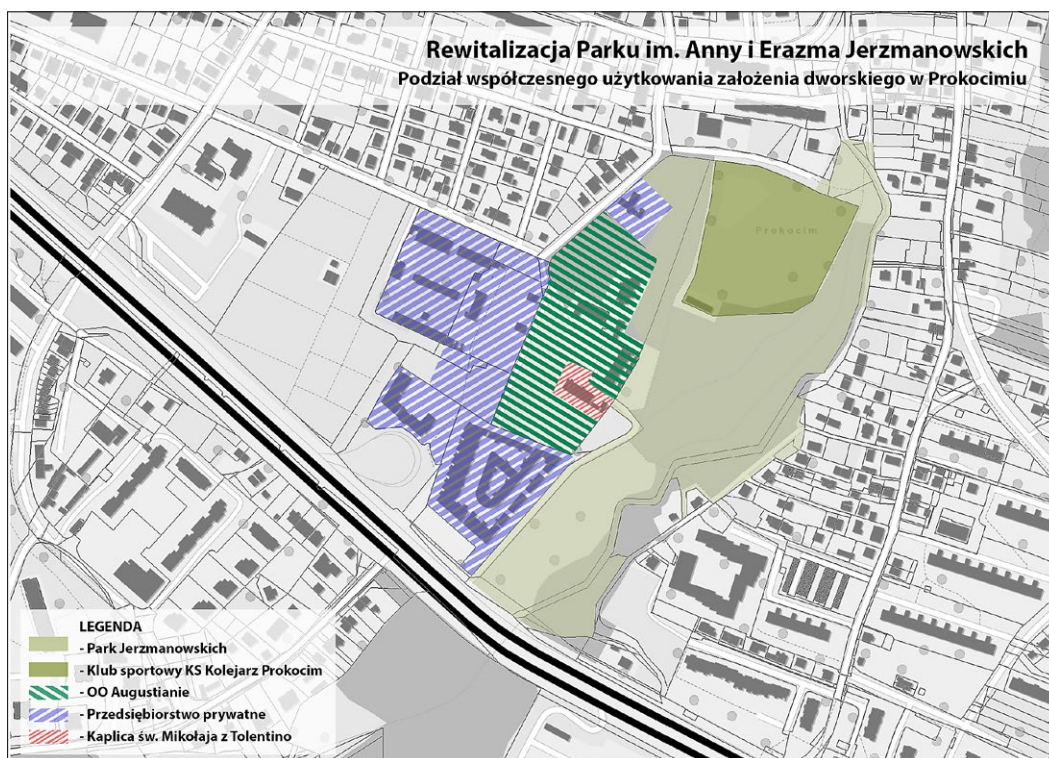 Rewitalizacja Parku im. Anny i Erazma Jerzmanowskich
Podział współczesnego użytkowania założenia dworskiego w Prokocimiu
Prokocim
LEGENDA
- Park Jerzmanowskich
- Klub sportowy KS Kolejarz Prokocim
- OO Augustianie
- Przedsiębiorstwo prywatne
- Kaplica św. Mikołaja z Tolentino